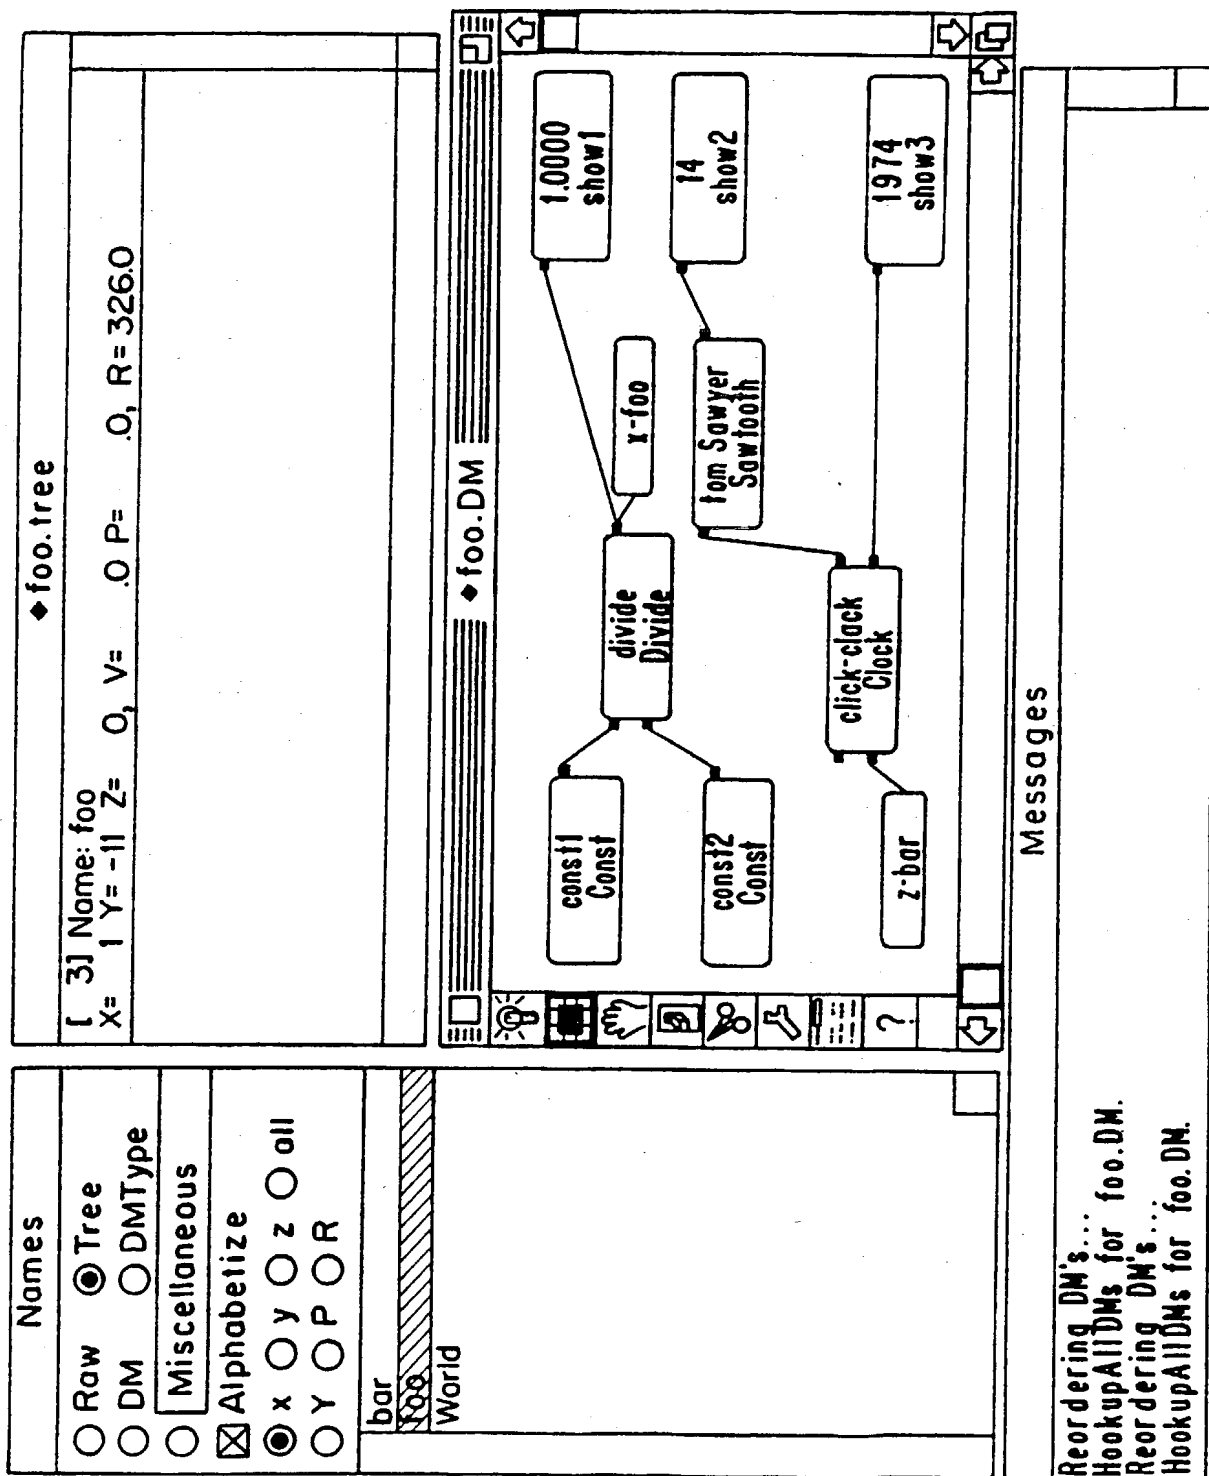 Names
Raw Tree
DM DMType
Miscellaneous
Alphabetize
x y z all
Y P R
bar
foo
World
◆foo.tree
[ 3] Name: foo
X= 1 Y= -11 Z= 0, V= .0 P= .0, R= 326.0
◆foo.DM
?
const1
Const
const2
Const
z-bar
divide
Divide
click-clack
Clock
x-foo
tom Sawyer
Sawtooth
1.0000
show1
14
show2
1974
show3
Messages
Reordering DM's...
HookupAllDMs for foo.DM.
Reordering DM's...
HookupAllDMs for foo.DM.